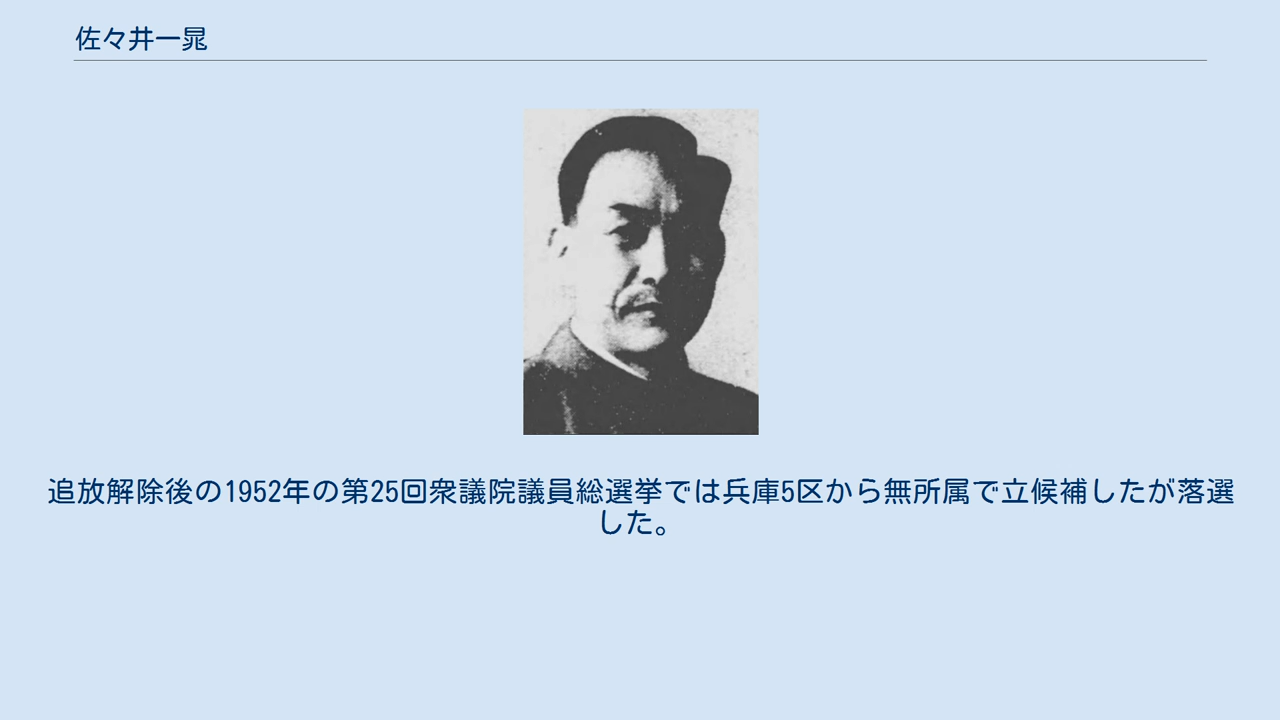 佐々井一晁
追放解除後の1952年の第25回衆議院議員総選挙では兵庫5区から無所属で立候補したが落選
した。